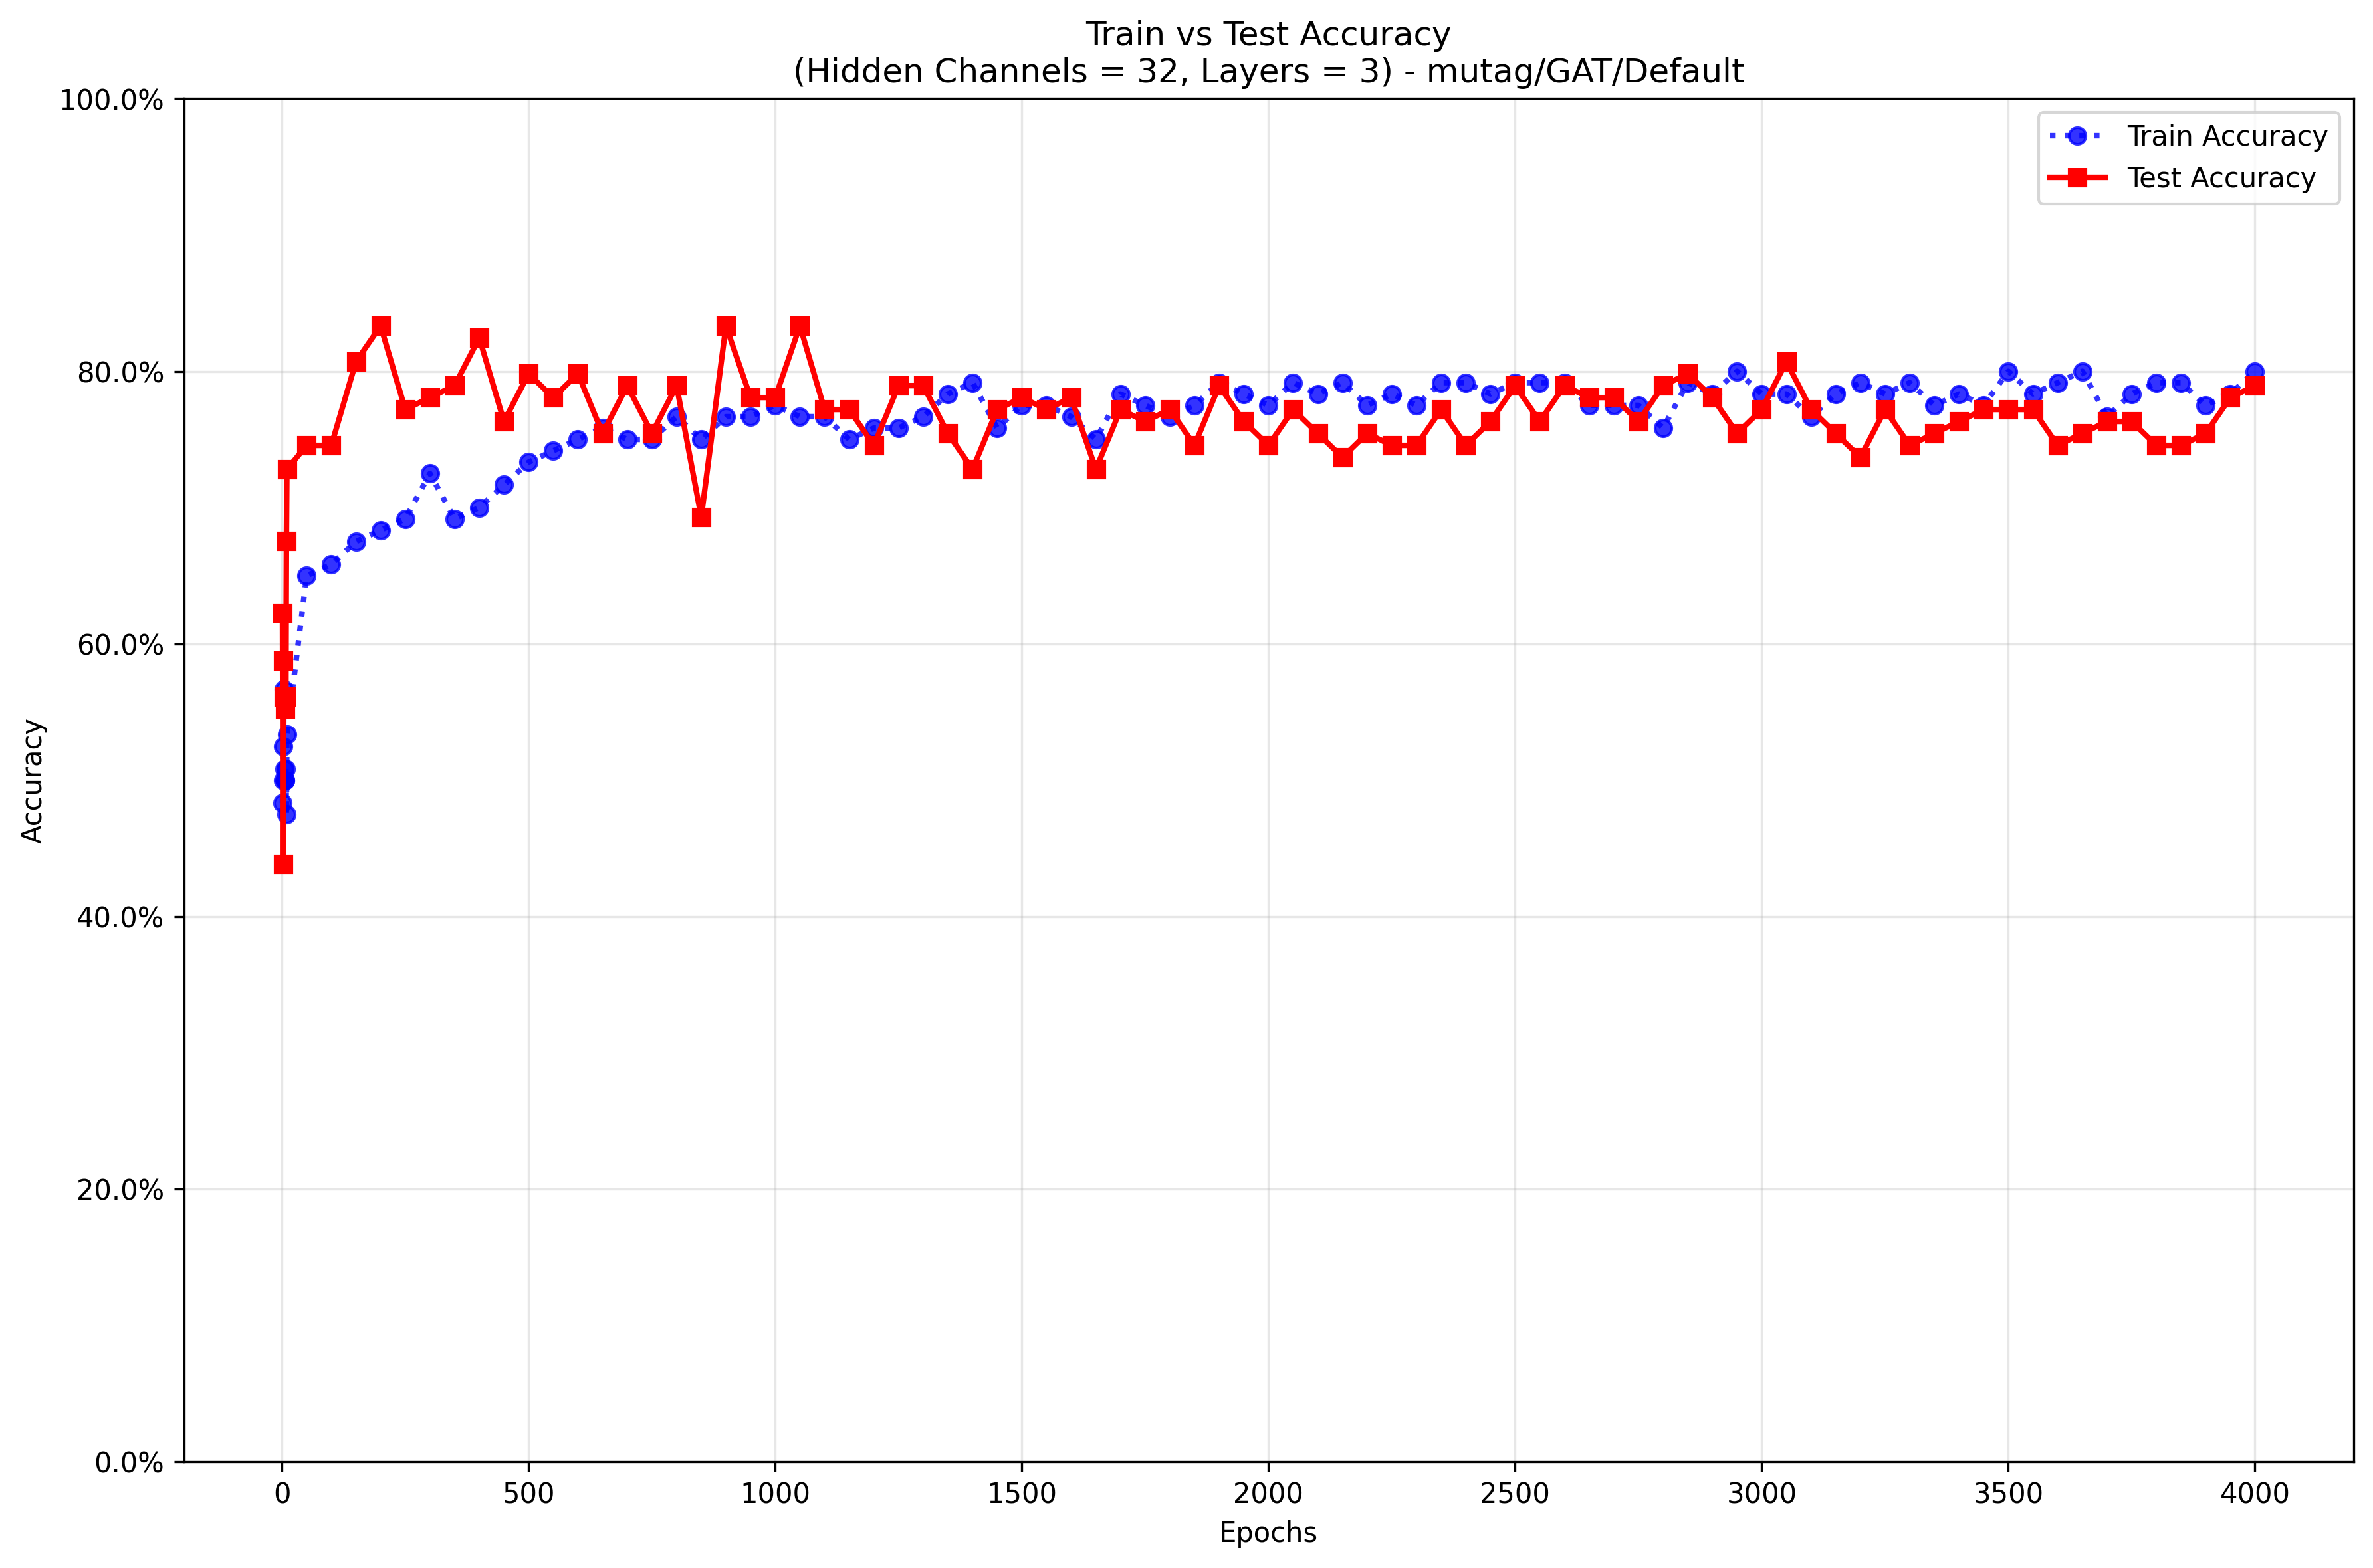 Train vs Test Accuracy
(Hidden Channels = 32, Layers = 3) - mutag/GAT/Default
100.0%
80.0%
60.0%
40.0%
20.0%
0.0%
Accuracy
Train Accuracy
Test Accuracy
0 500 1000 1500 2000 2500 3000 3500 4000
Epochs